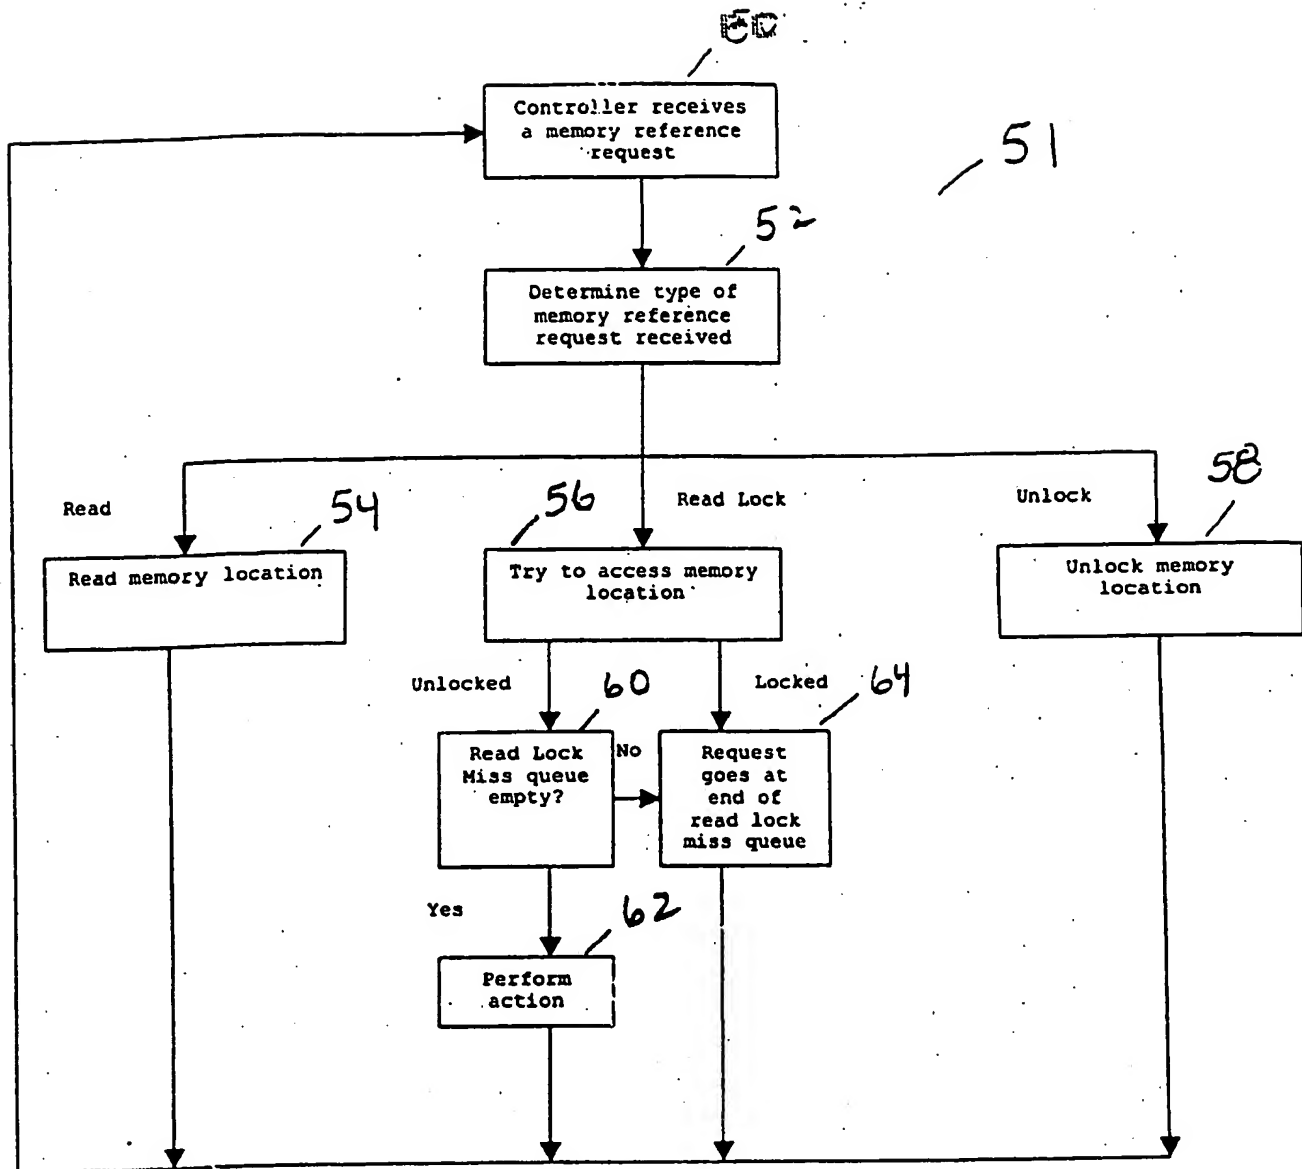 Controller receives
a memory reference
request
51
52
Determine type of
memory reference
request received
Read
54
56
Read Lock
Unlock
58
Read memory location
Try to access memory
location
Unlock memory
location
Unlocked
60
Locked
64
Read Lock
Miss queue
empty?
No
Request
goes at
end of
read lock
miss queue
Yes
62
Perform
action